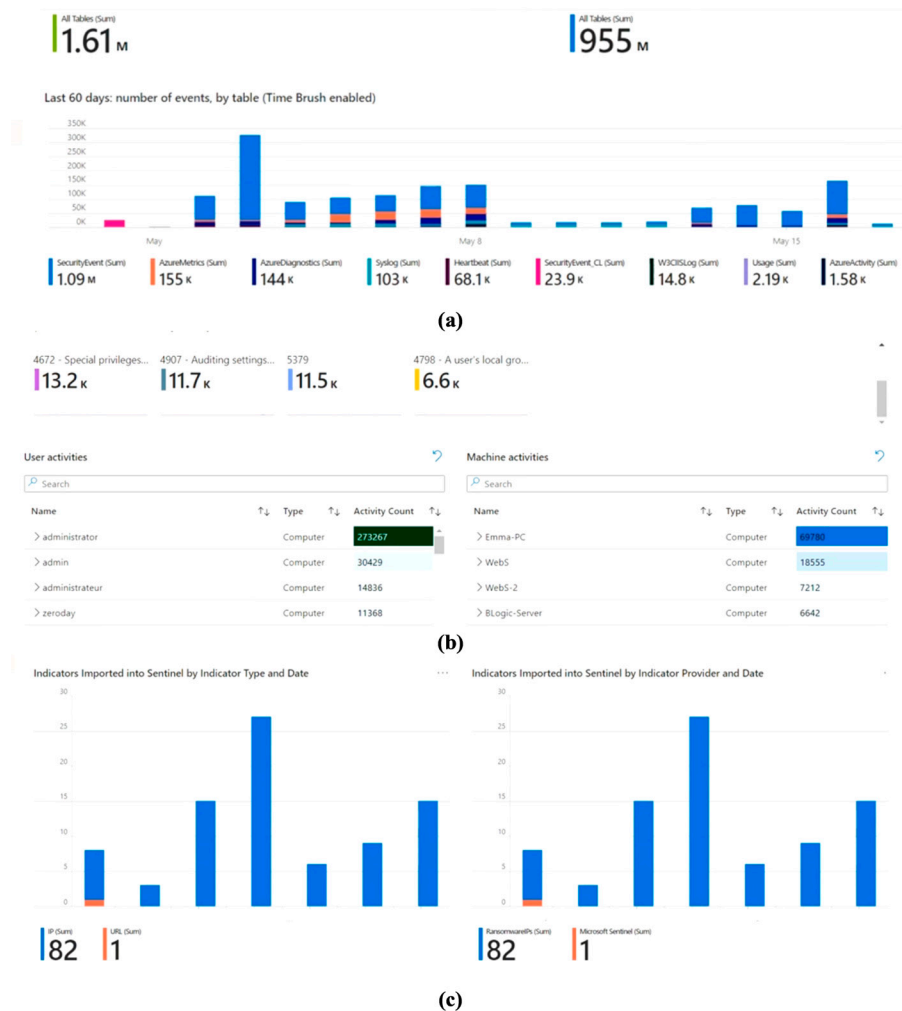 All Tables (Sum) All Tables (Sum)
1.61 M 955 M
Last 60 days: number of events, by table (Time Brush enabled)
350K
300K
250K
200K
150K
100K
50K
0K
May May 8 May 15
SecurityEvent (Sum) AzureMetrics (Sum) AzureDiagnostics (Sum) Syslog (Sum) Heartbeat (Sum) SecurityEvent_CL (Sum) W3CIISLog (Sum) Usage (Sum) AzureActivity (Sum)
1.09 M 155 K 144 K 103 K 68.1 K 23.9 K 14.8 K 2.19 K 1.58 K
(a)
4672 - Special privileges... 4907 - Auditing settings... 5379 4798 - A user's local gro...
13.2 K 11.7 K 11.5 K 6.6 K
User activities Machine activities
Search Search
Name Type Activity Count Name Type Activity Count
administrator Computer 273267 Emma-PC Computer 69780
admin Computer 30429 WebS Computer 18555
administrateur Computer 14836 WebS-2 Computer 7212
zeroday Computer 11368 BLogic-Server Computer 6642
(b)
Indicators Imported into Sentinel by Indicator Type and Date ... Indicators Imported into Sentinel by Indicator Provider and Date
30 30
25 25
20 20
15 15
10 10
5 5
0 0
IP (Sum) URL (Sum) RansomwareIPs (Sum) Microsoft Sentinel (Sum)
82 1 82 1
(c)